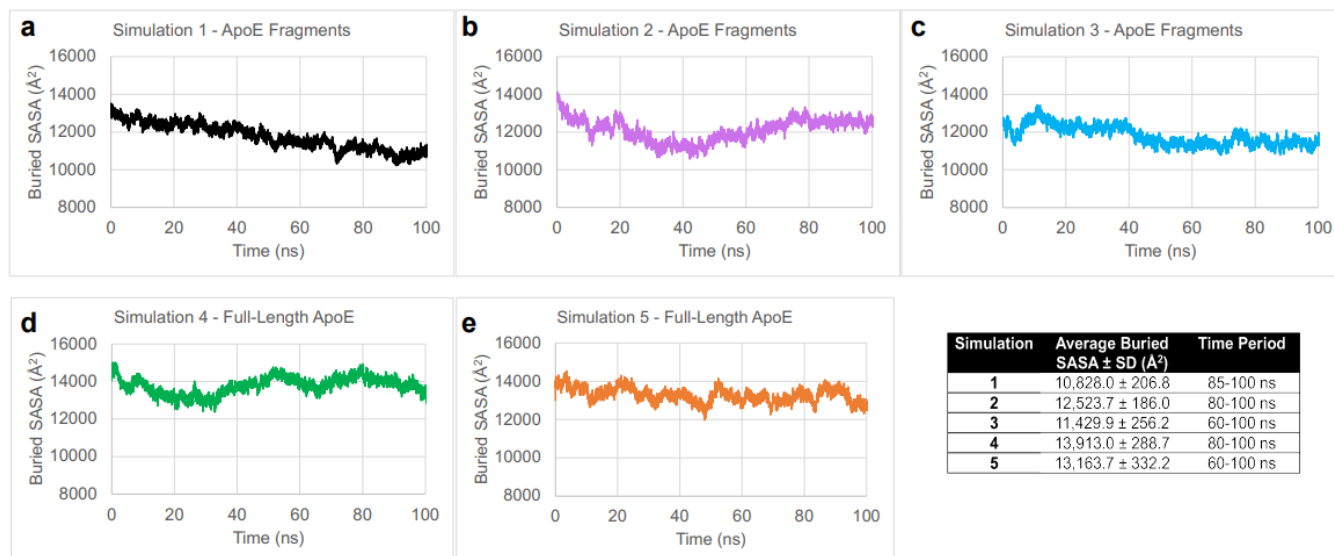 a Simulation 1 - ApoE Fragments
16000
14000
12000
10000
8000
Buried SASA (Å²)
0 20 40 60 80 100
Time (ns)
b Simulation 2 - ApoE Fragments
16000
14000
12000
10000
8000
Buried SASA (Å²)
0 20 40 60 80 100
Time (ns)
c Simulation 3 - ApoE Fragments
16000
14000
12000
10000
8000
Buried SASA (Å²)
0 20 40 60 80 100
Time (ns)
d Simulation 4 - Full-Length ApoE
16000
14000
12000
10000
8000
Buried SASA (Å²)
0 20 40 60 80 100
Time (ns)
e Simulation 5 - Full-Length ApoE
16000
14000
12000
10000
8000
Buried SASA (Å²)
0 20 40 60 80 100
Time (ns)
Simulation Average Buried Time Period
SASA ± SD (Å²)
1 10,828.0 ± 206.8 85-100 ns
2 12,523.7 ± 186.0 80-100 ns
3 11,429.9 ± 256.2 60-100 ns
4 13,913.0 ± 288.7 80-100 ns
5 13,163.7 ± 332.2 60-100 ns